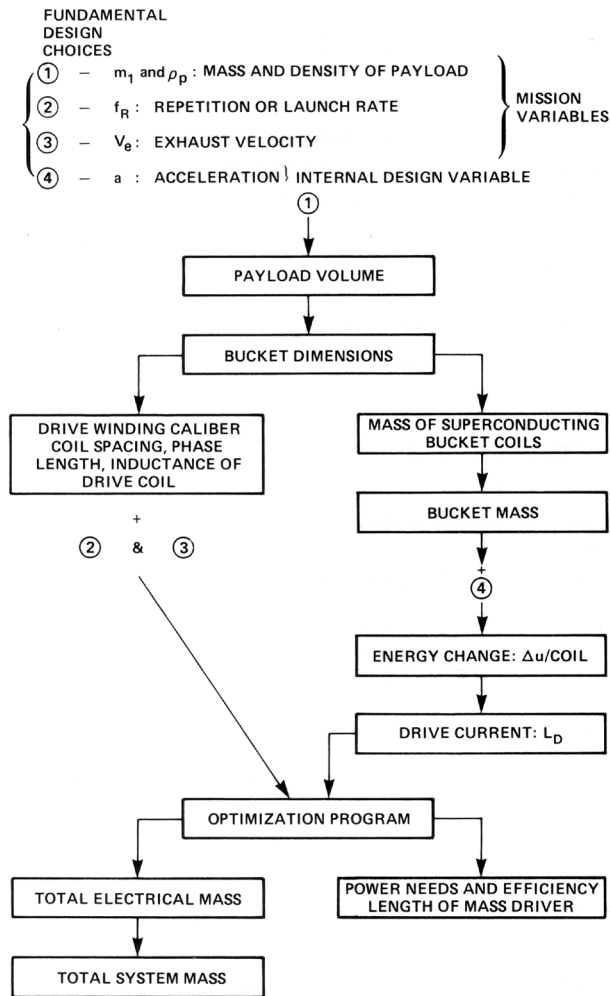 FUNDAMENTAL
DESIGN
CHOICES
① – m₁ and ρₚ : MASS AND DENSITY OF PAYLOAD
② – f_R : REPETITION OR LAUNCH RATE
③ – V_e : EXHAUST VELOCITY
MISSION
VARIABLES
④ – a : ACCELERATION } INTERNAL DESIGN VARIABLE
①
PAYLOAD VOLUME
BUCKET DIMENSIONS
DRIVE WINDING CALIBER
COIL SPACING, PHASE
LENGTH, INDUCTANCE OF
DRIVE COIL
+
② & ③
MASS OF SUPERCONDUCTING
BUCKET COILS
BUCKET MASS
+
④
ENERGY CHANGE: Δu/COIL
DRIVE CURRENT: L_D
OPTIMIZATION PROGRAM
TOTAL ELECTRICAL MASS
TOTAL SYSTEM MASS
POWER NEEDS AND EFFICIENCY
LENGTH OF MASS DRIVER